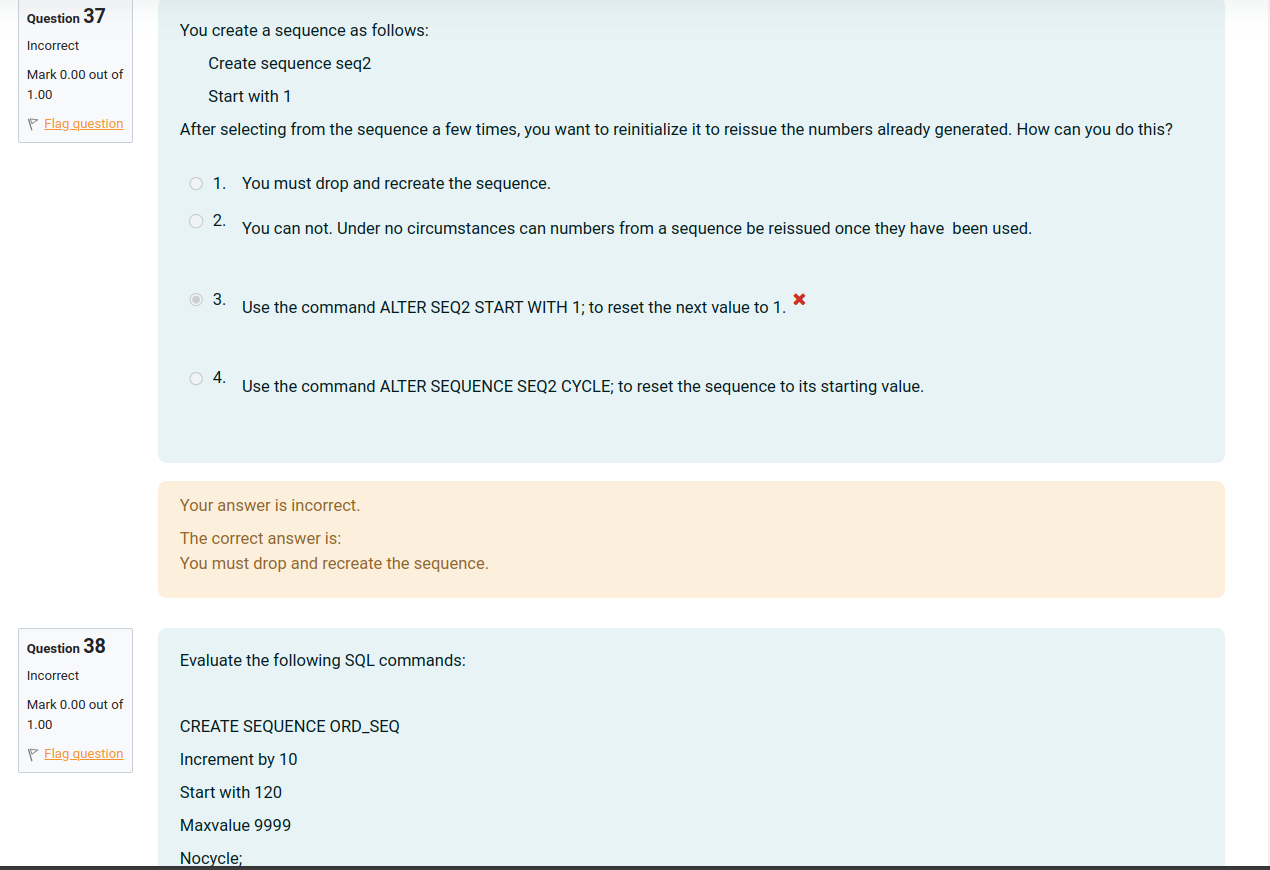 Question 37
Incorrect
Mark 0.00 out of
1.00
Flag question
You create a sequence as follows:
Create sequence seq2
Start with 1
After selecting from the sequence a few times, you want to reinitialize it to reissue the numbers already generated. How can you do this?
1. You must drop and recreate the sequence.
2. You can not. Under no circumstances can numbers from a sequence be reissued once they have been used.
3. Use the command ALTER SEQ2 START WITH 1; to reset the next value to 1.
4. Use the command ALTER SEQUENCE SEQ2 CYCLE; to reset the sequence to its starting value.
Your answer is incorrect.
The correct answer is:
You must drop and recreate the sequence.
Question 38
Incorrect
Mark 0.00 out of
1.00
Flag question
Evaluate the following SQL commands:
CREATE SEQUENCE ORD_SEQ
Increment by 10
Start with 120
Maxvalue 9999
Nocycle;